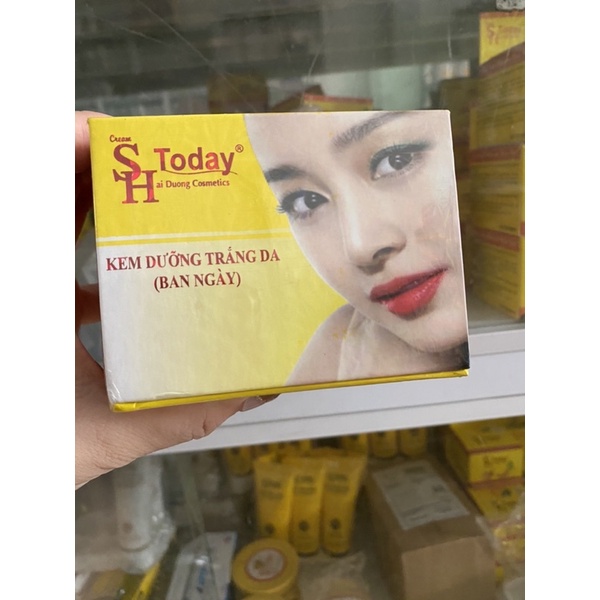 Cream
SH Today®
Hai Duong Cosmetics
KEM DƯỠNG TRẮNG DA
(BAN NGÀY)